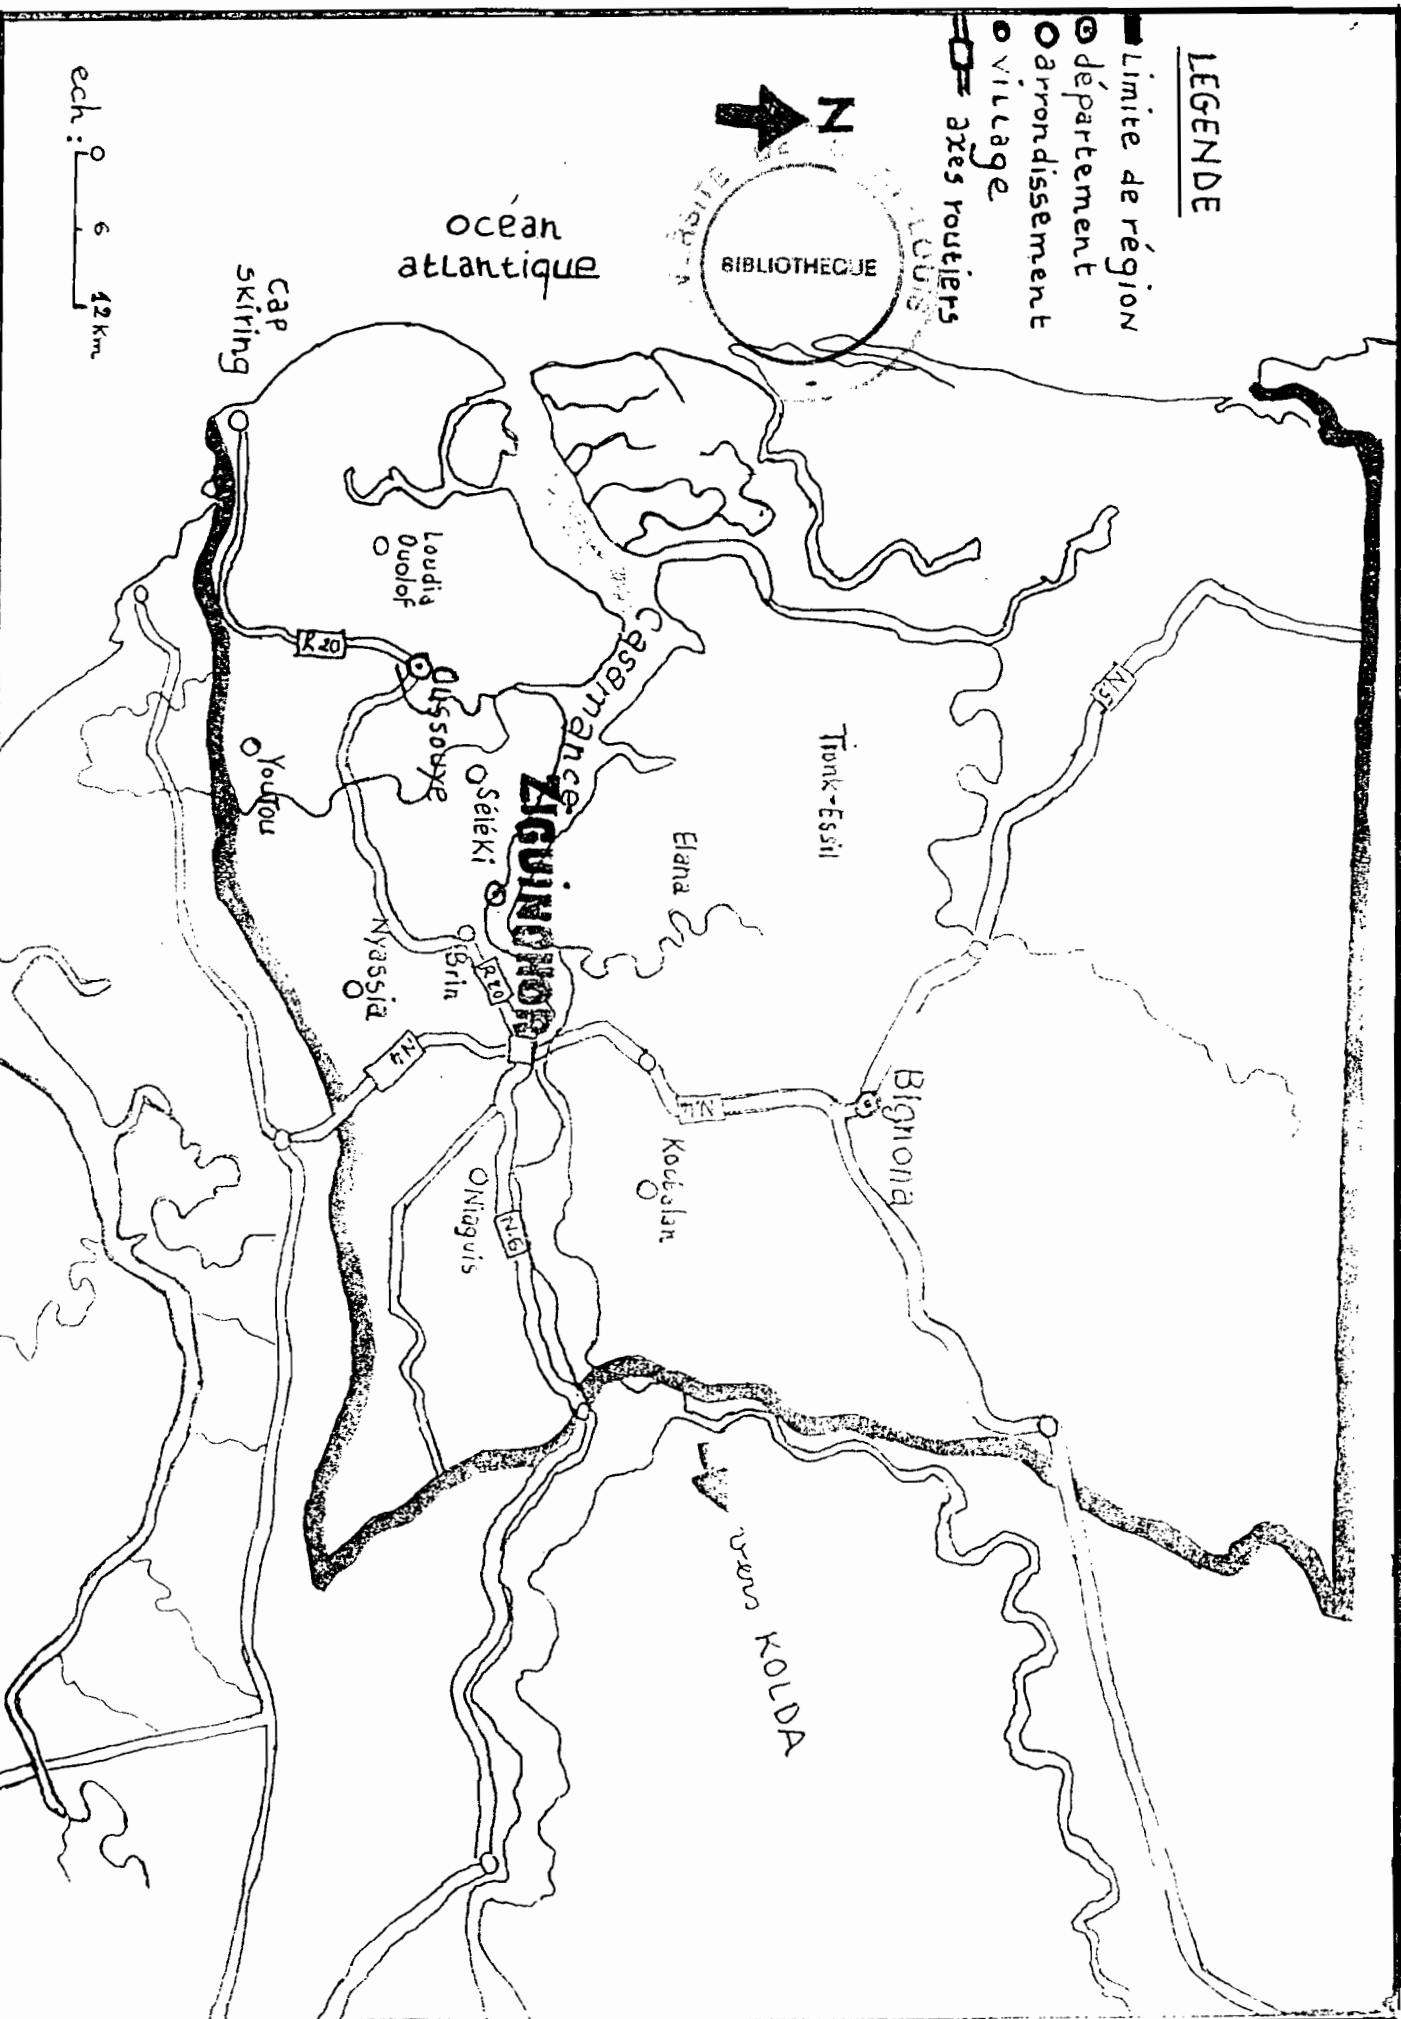 LEGENDE
Limite de région
département
arrondissement
village
axes routiers
N
BIBLIOTHEQUE
océan
atlantique
ech : 0 6 12 km
Cap
skiring
Loudia
Ouolof
R 20
Oussouye
Casamance
Youtou
Séléki
ZIGUINCHOR
Elana
Tionk-Essil
N5
Nyassia
Brin
R20
N4
N4
Bignona
Koubalan
Niaguis
N6
vers KOLDA